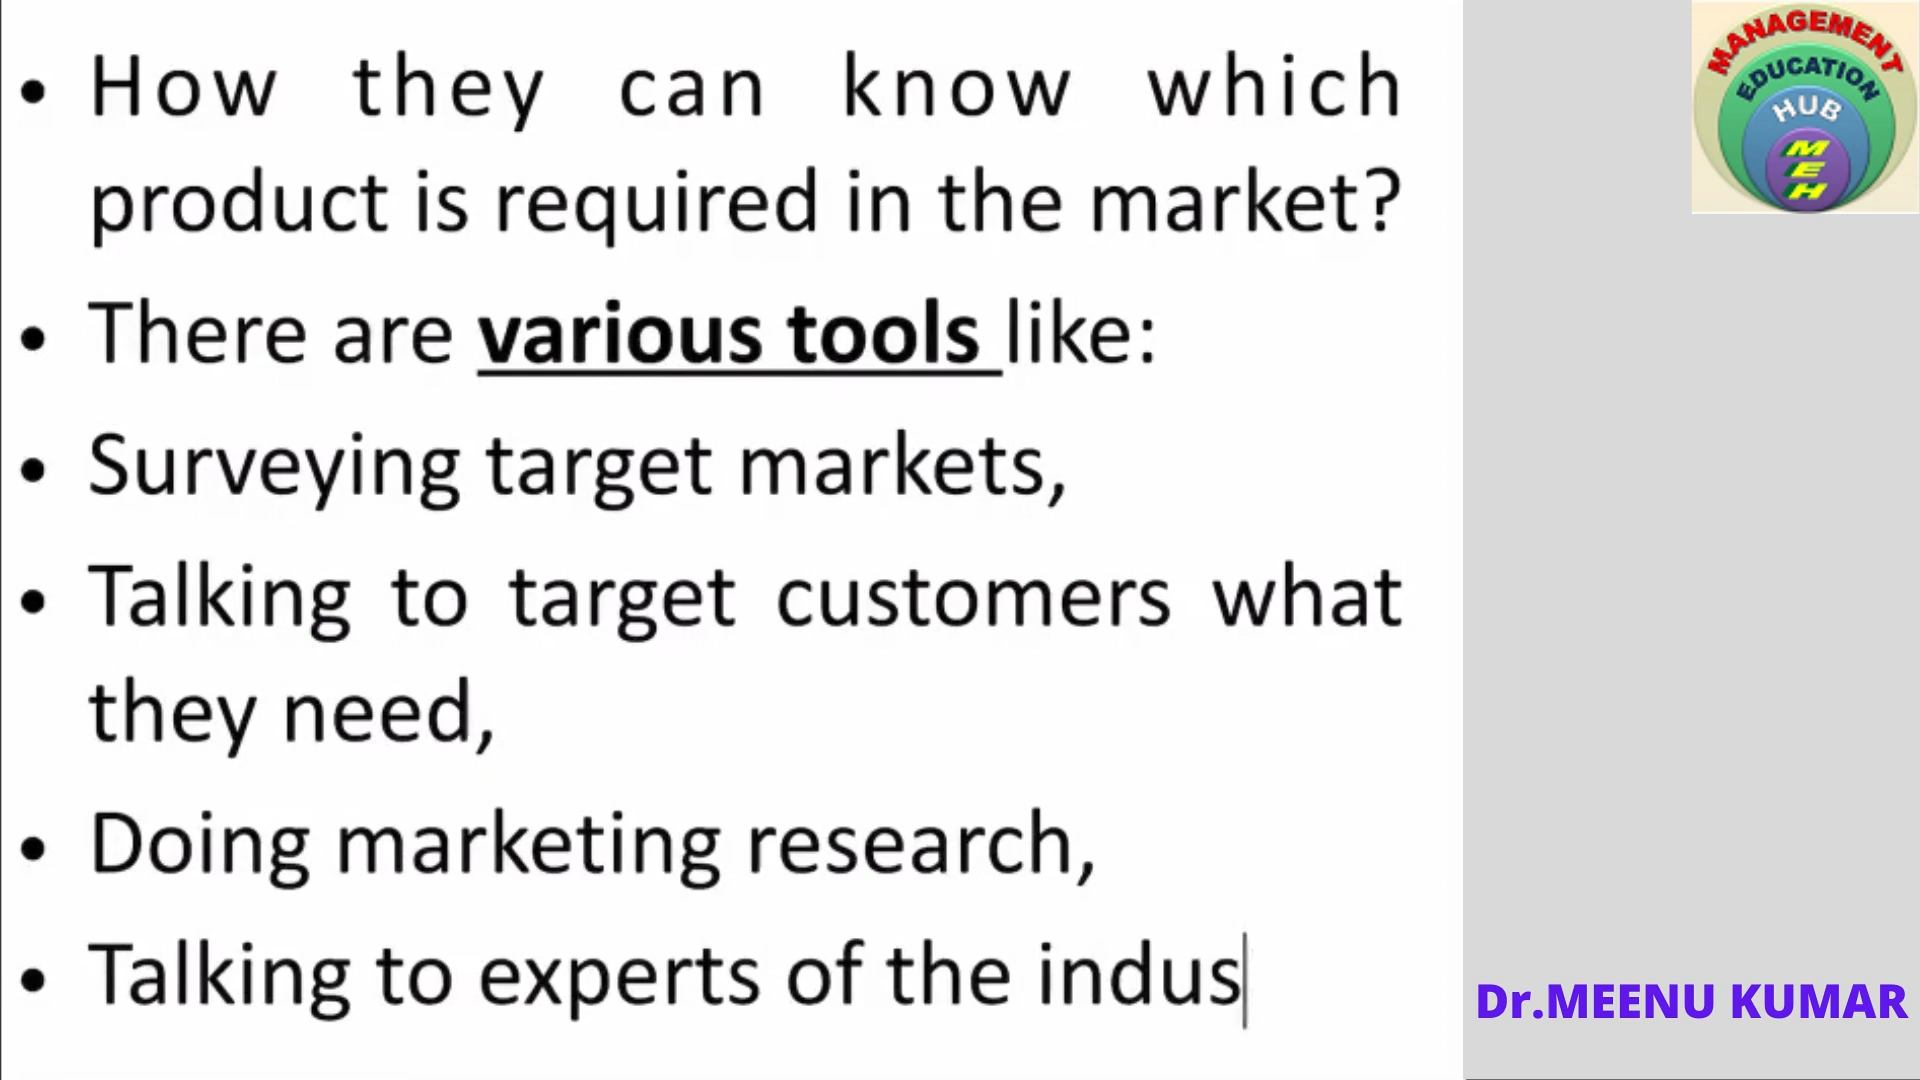 • How they can know which
product is required in the market?
• There are various tools like:
• Surveying target markets,
• Talking to target customers what
they need,
• Doing marketing research,
• Talking to experts of the indus
MANAGEMENT
EDUCATION
HUB
MEH
Dr.MEENU KUMAR